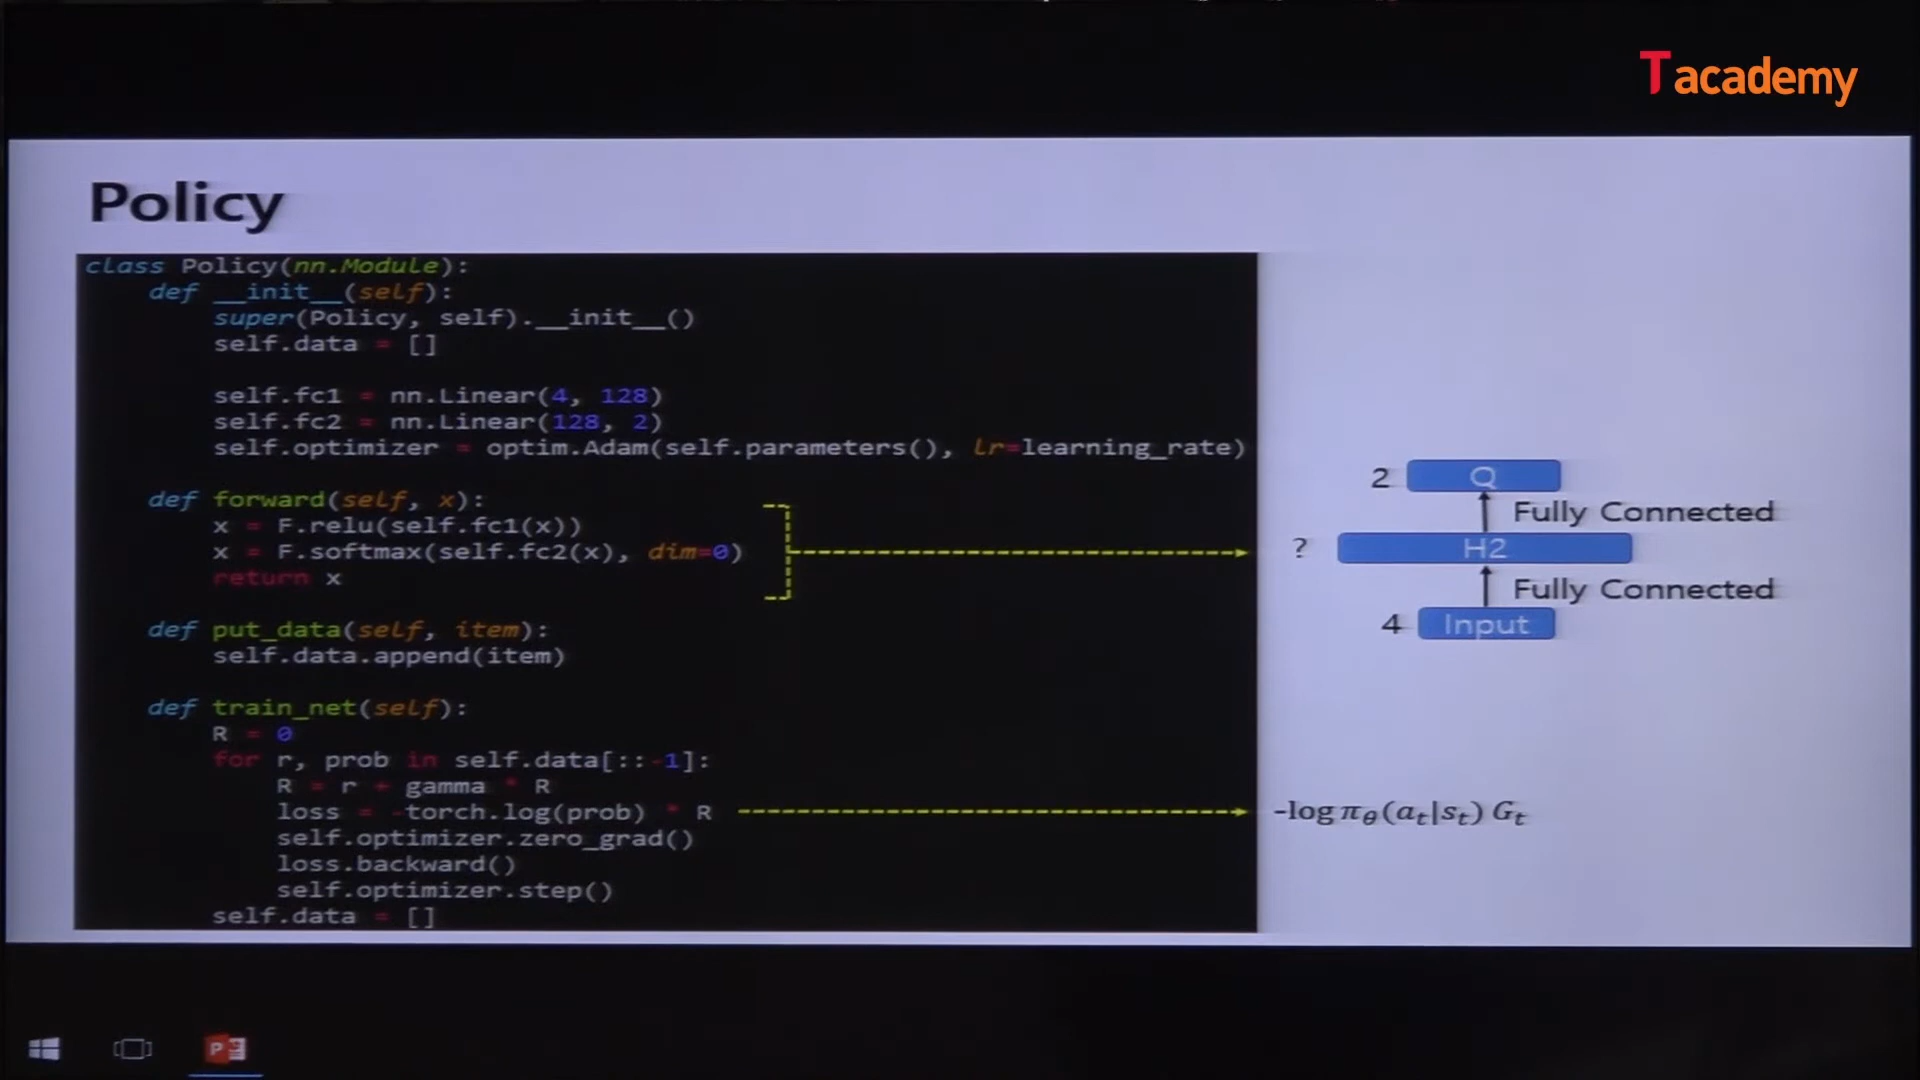 T academy
Policy
class Policy(nn.Module):
def __init__(self):
super(Policy, self).__init__()
self.data = []
self.fc1 = nn.Linear(4, 128)
self.fc2 = nn.Linear(128, 2)
self.optimizer = optim.Adam(self.parameters(), lr=learning_rate)
def forward(self, x):
x = F.relu(self.fc1(x))
x = F.softmax(self.fc2(x), dim=0)
return x
def put_data(self, item):
self.data.append(item)
def train_net(self):
R = 0
for r, prob in self.data[::-1]:
R = r + gamma * R
loss = -torch.log(prob) * R
self.optimizer.zero_grad()
loss.backward()
self.optimizer.step()
self.data = []
2 Q
Fully Connected
? H2
Fully Connected
4 Input
-log π_θ(a_t|s_t) G_t
P